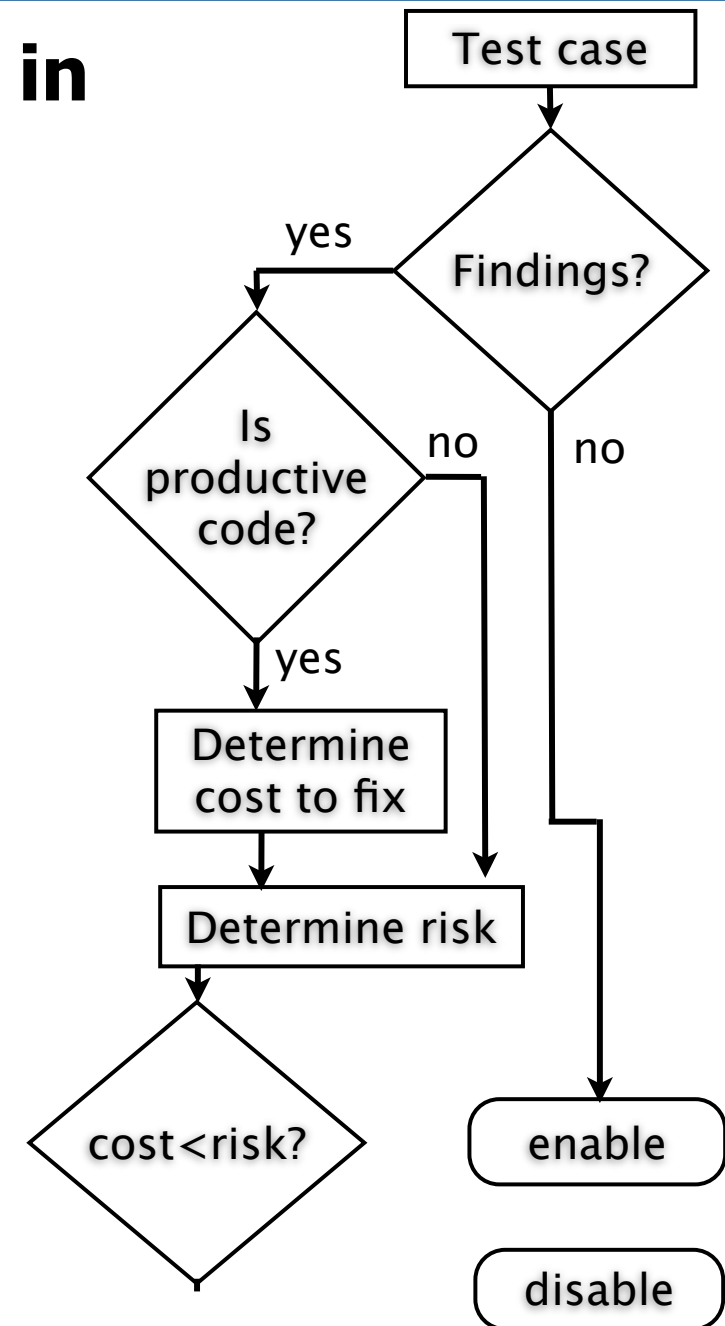 in
Test case
yes
Findings?
Is
productive
code?
no
no
yes
Determine
cost to fix
Determine risk
cost<risk?
enable
disable